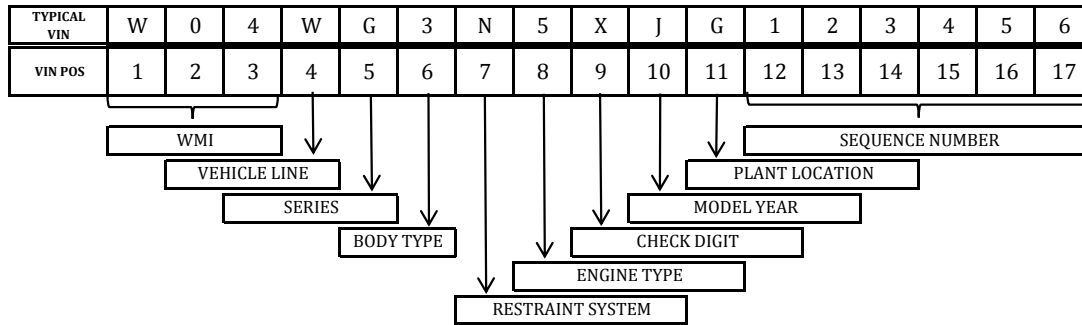 TYPICAL VIN W 0 4 W G 3 N 5 X J G 1 2 3 4 5 6
VIN POS 1 2 3 4 5 6 7 8 9 10 11 12 13 14 15 16 17
WMI SEQUENCE NUMBER
VEHICLE LINE PLANT LOCATION
SERIES MODEL YEAR
BODY TYPE CHECK DIGIT
ENGINE TYPE
RESTRAINT SYSTEM